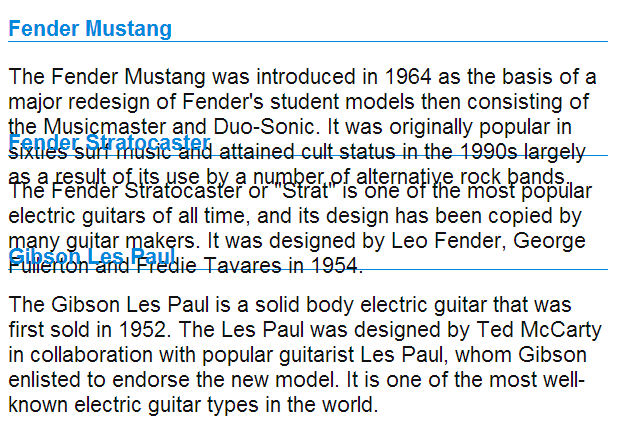 Fender Mustang
The Fender Mustang was introduced in 1964 as the basis of a
major redesign of Fender's student models then consisting of
the Musicmaster and Duo-Sonic. It was originally popular in
Fender Stratocaster
sixties surf music and attained cult status in the 1990s largely
as a result of its use by a number of alternative rock bands.
The Fender Stratocaster or "Strat" is one of the most popular
electric guitars of all time, and its design has been copied by
many guitar makers. It was designed by Leo Fender, George
Gibson Les Paul
Fullerton and Fredie Tavares in 1954.
The Gibson Les Paul is a solid body electric guitar that was
first sold in 1952. The Les Paul was designed by Ted McCarty
in collaboration with popular guitarist Les Paul, whom Gibson
enlisted to endorse the new model. It is one of the most well-
known electric guitar types in the world.